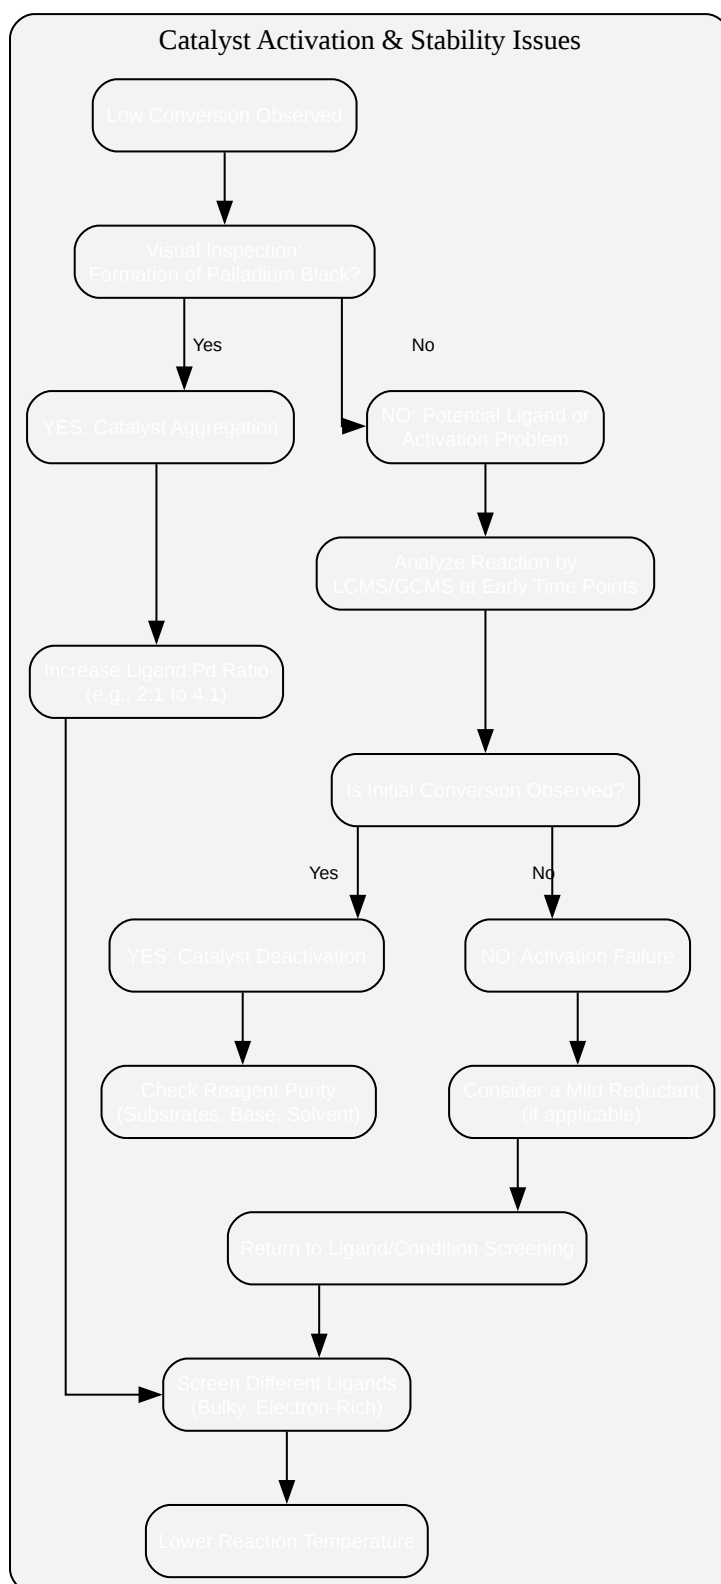 Catalyst Activation & Stability Issues
Low Conversion Observed
Visual Inspection:
Formation of Palladium Black?
Yes
No
YES: Catalyst Aggregation
NO: Potential Ligand or
Activation Problem
Analyze Reaction by
LCMS/GCMS at Early Time Points
Increase Ligand:Pd Ratio
(e.g., 2:1 to 4:1)
Is Initial Conversion Observed?
Yes
No
YES: Catalyst Deactivation
NO: Activation Failure
Check Reagent Purity
(Substrates, Base, Solvent)
Consider a Mild Reductant
(if applicable)
Return to Ligand/Condition Screening
Screen Different Ligands
(Bulky, Electron-Rich)
Lower Reaction Temperature